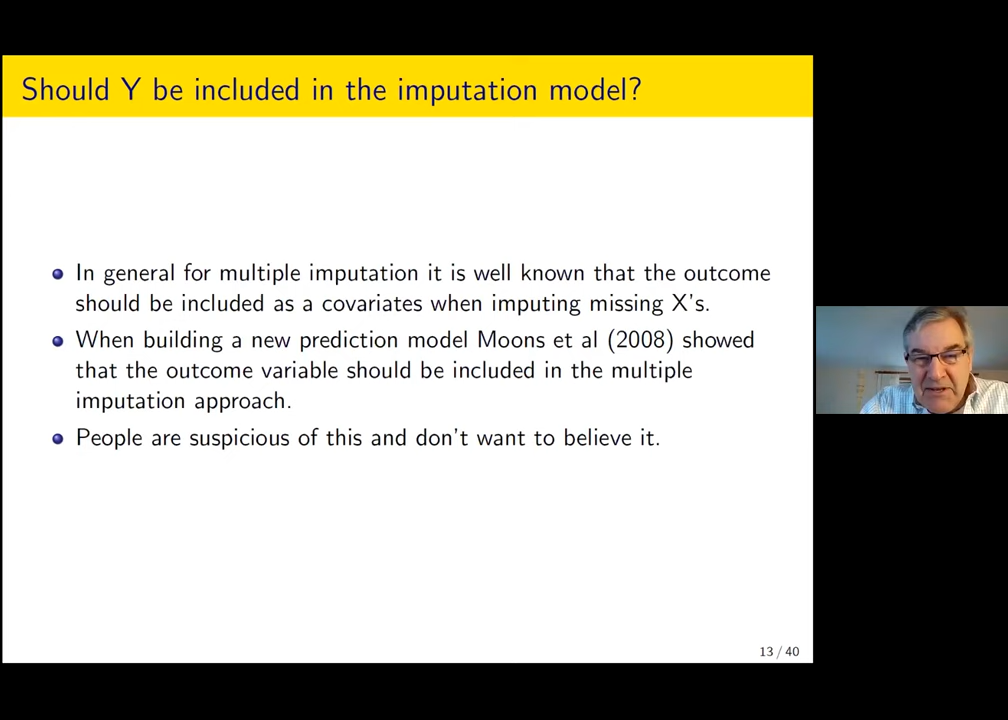 Should Y be included in the imputation model?
In general for multiple imputation it is well known that the outcome
should be included as a covariates when imputing missing X's.
When building a new prediction model Moons et al (2008) showed
that the outcome variable should be included in the multiple
imputation approach.
People are suspicious of this and don't want to believe it.
13 / 40